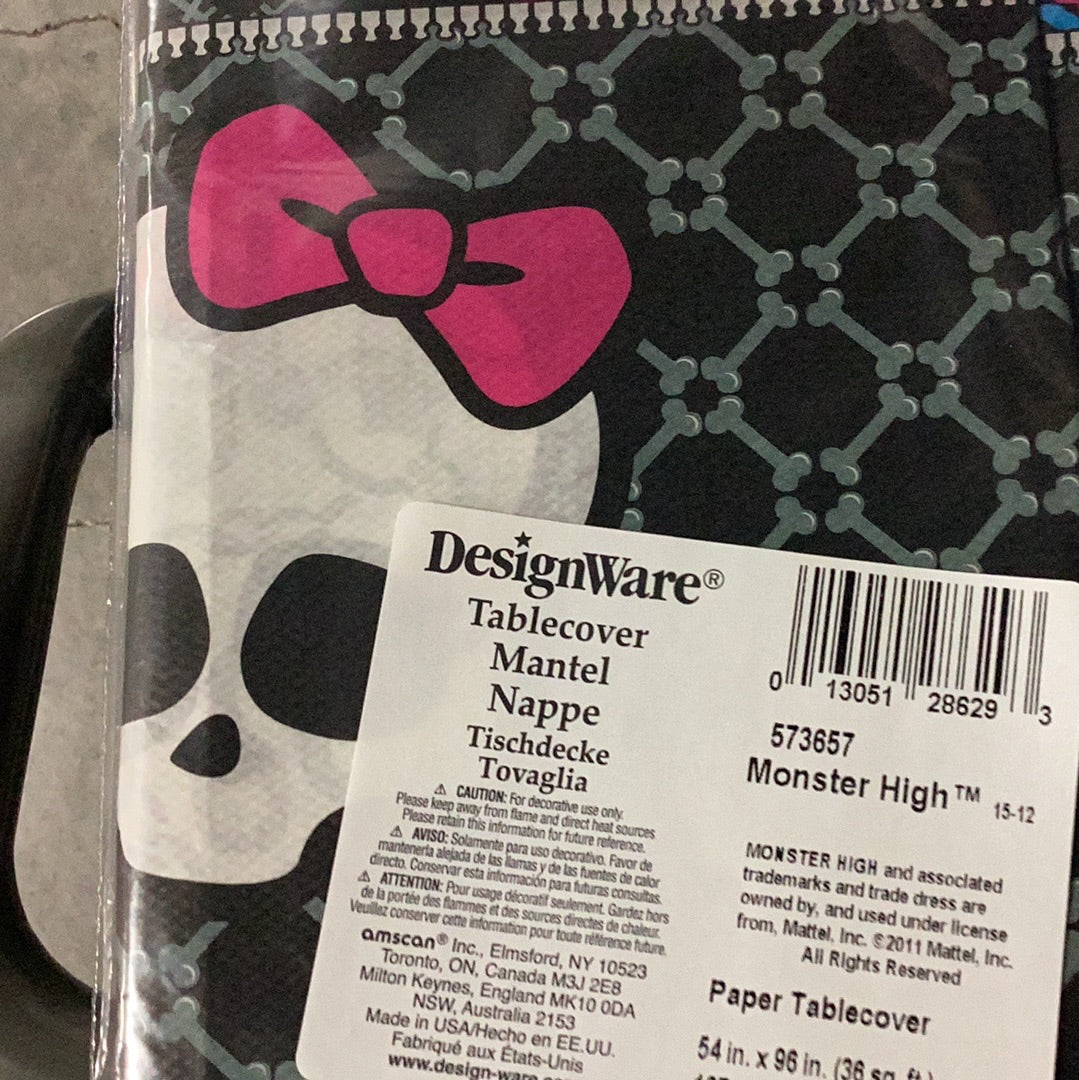 DesignWare®
Tablecover
Mantel
Nappe
Tischdecke
Tovaglia
⚠ CAUTION: For decorative use only.
Please keep away from flame and direct heat sources
Please retain this information for future reference.
⚠ AVISO: Solamente para uso decorativo. Favor de
mantenerla alejada de las llamas y de las fuentes de calor
directo. Conservar esta información para futuras consultas.
⚠ ATTENTION: Pour usage décoratif seulement. Gardez hors
de la portée des flammes et des sources directes de chaleur.
Veuillez conserver cette information pour toute référence future.
amscan® Inc., Elmsford, NY 10523
Toronto, ON, Canada M3J 2E8
Milton Keynes, England MK10 0DA
NSW, Australia 2153
Made in USA/Hecho en EE.UU.
Fabriqué aux États-Unis
www.design-ware
0 13051 28629 3
573657
Monster High™ 15-12
MONSTER HIGH and associated
trademarks and trade dress are
owned by, and used under license
from, Mattel, Inc. ©2011 Mattel, Inc.
All Rights Reserved
Paper Tablecover
54 in. x 96 in. (36 sq. ft.)